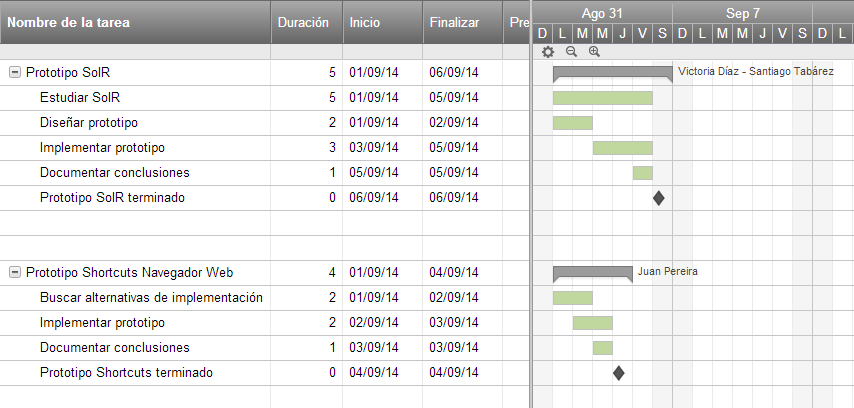 Nombre de la tarea Duración Inicio Finalizar Pre Ago 31 Sep 7
D L M M J V S D L M M J V S D L
Prototipo SolR 5 01/09/14 06/09/14 Victoria Díaz - Santiago Tabárez
Estudiar SolR 5 01/09/14 05/09/14
Diseñar prototipo 2 01/09/14 02/09/14
Implementar prototipo 3 03/09/14 05/09/14
Documentar conclusiones 1 05/09/14 05/09/14
Prototipo SolR terminado 0 06/09/14 06/09/14
Prototipo Shortcuts Navegador Web 4 01/09/14 04/09/14 Juan Pereira
Buscar alternativas de implementación 2 01/09/14 02/09/14
Implementar prototipo 2 02/09/14 03/09/14
Documentar conclusiones 1 03/09/14 03/09/14
Prototipo Shortcuts terminado 0 04/09/14 04/09/14